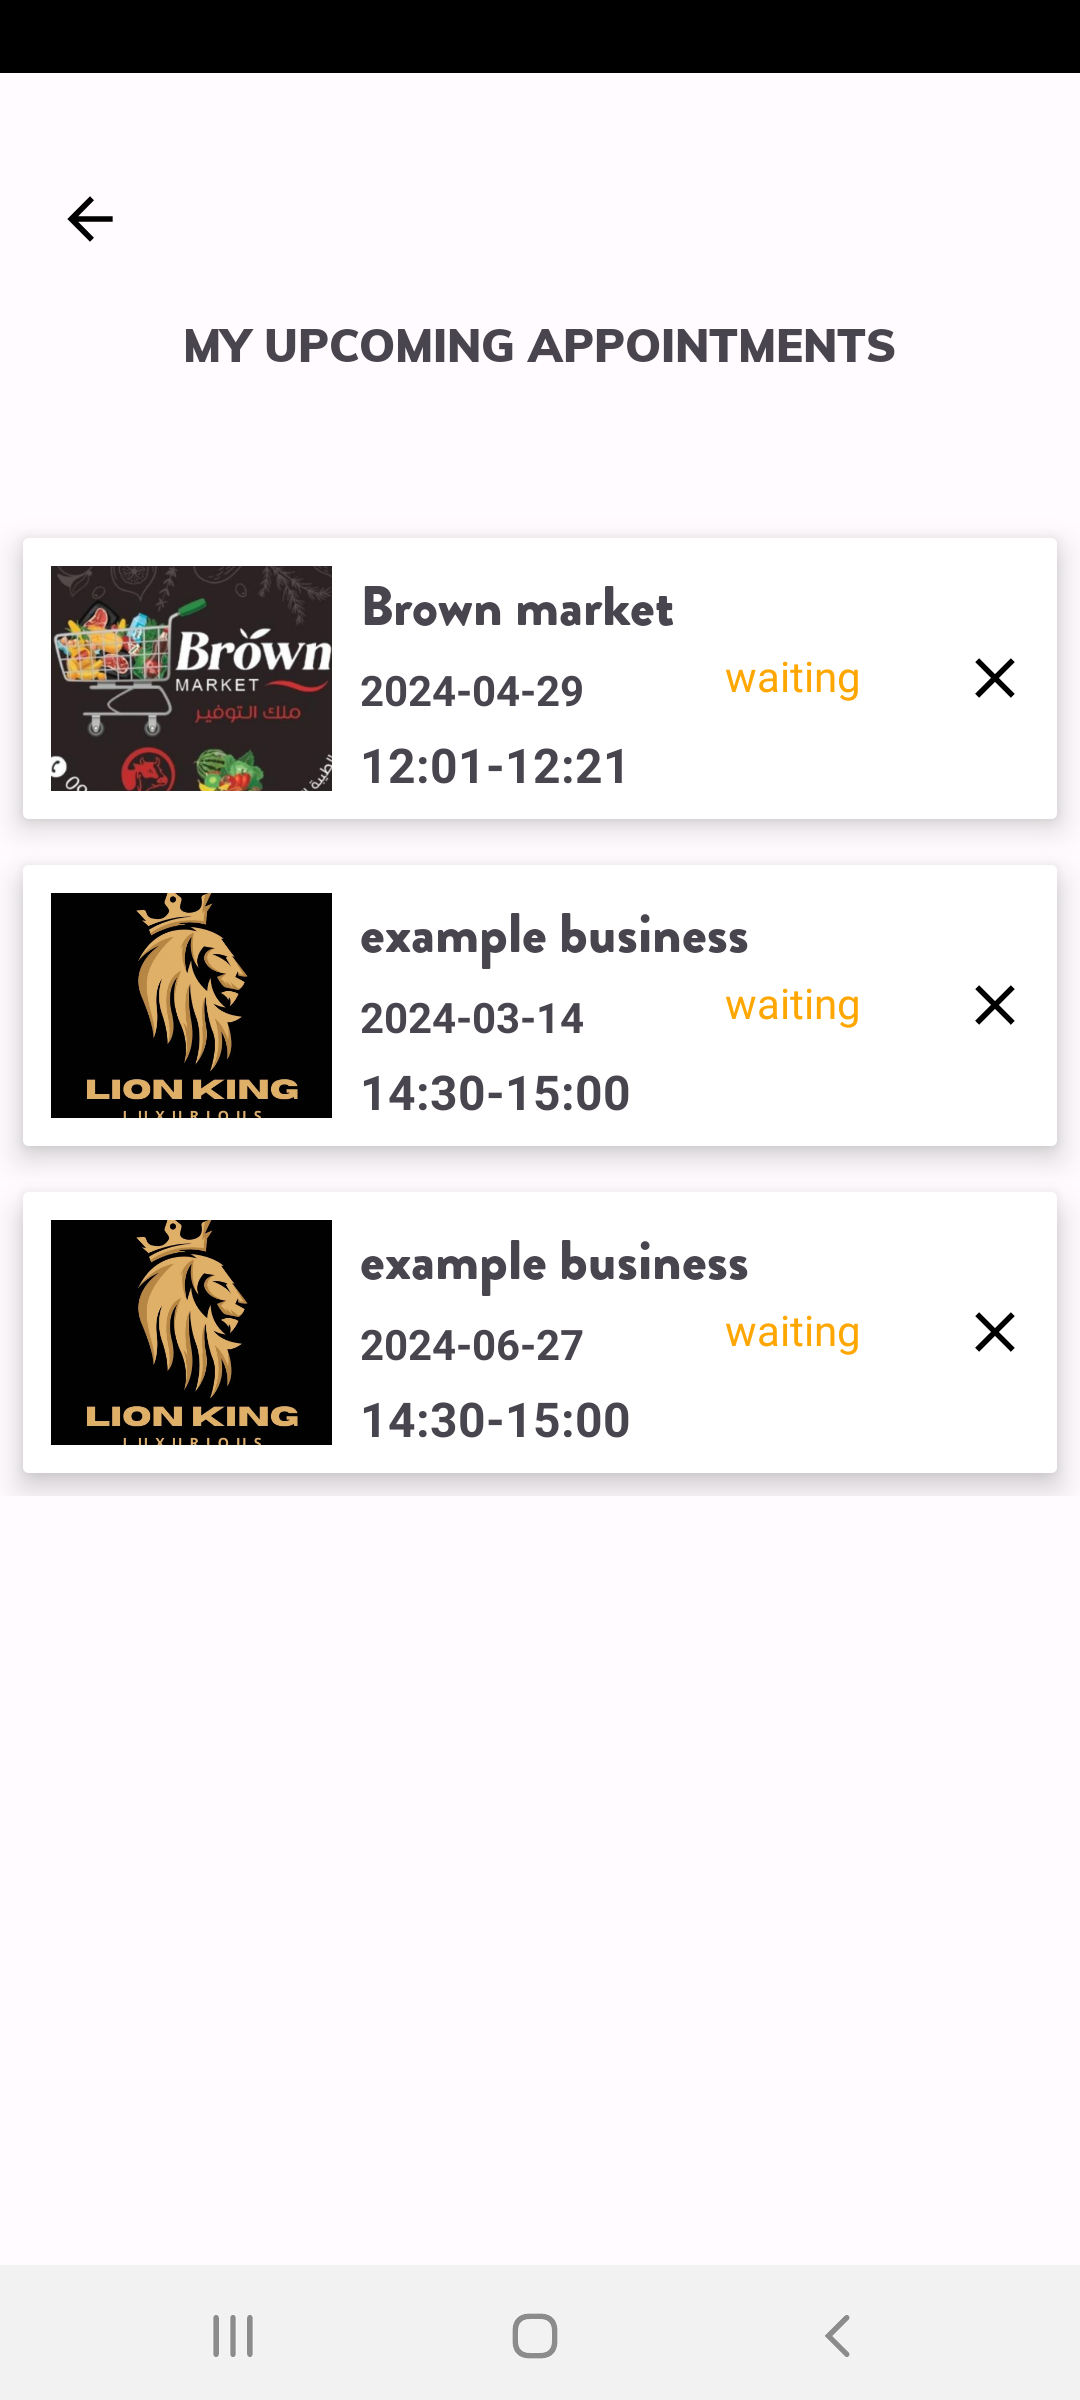 MY UPCOMING APPOINTMENTS
Brown
MARKET
ملك التوفير
Brown market
2024-04-29
waiting
12:01-12:21
LION KING
LUXURIOUS
example business
2024-03-14
waiting
14:30-15:00
LION KING
LUXURIOUS
example business
2024-06-27
waiting
14:30-15:00